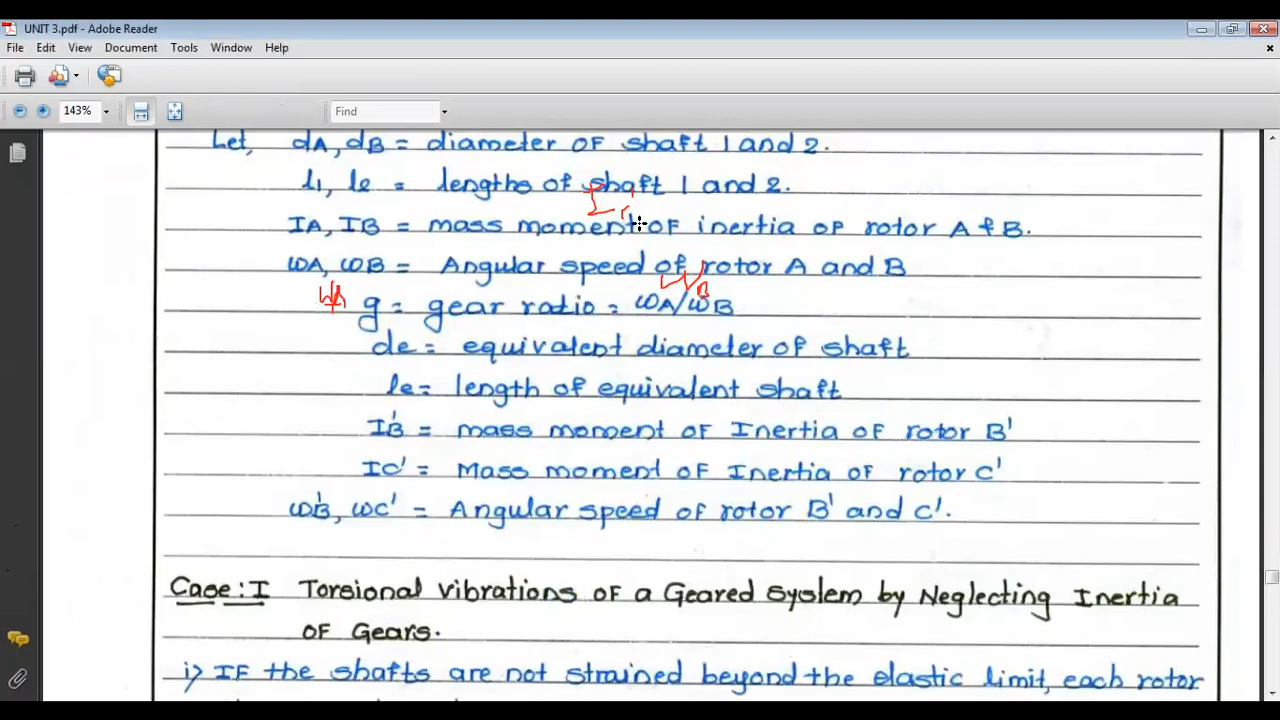 UNIT 3.pdf - Adobe Reader
File Edit View Document Tools Window Help
143% Find
Let, dA, dB = diameter of shaft 1 and 2.
l1, le = lengths of shaft 1 and 2.
IA, IB = mass moment of inertia of rotor A & B.
ωA, ωB = Angular speed of rotor A and B
g = gear ratio = ωA/ωB
de = equivalent diameter of shaft
le = length of equivalent shaft
IB' = mass moment of Inertia of rotor B'
IC' = Mass moment of Inertia of rotor C'
ωB', ωC' = Angular speed of rotor B' and C'.
Case: I Torsional vibrations of a Geared System by Neglecting Inertia
of Gears.
i) If the shafts are not strained beyond the elastic limit, each rotor